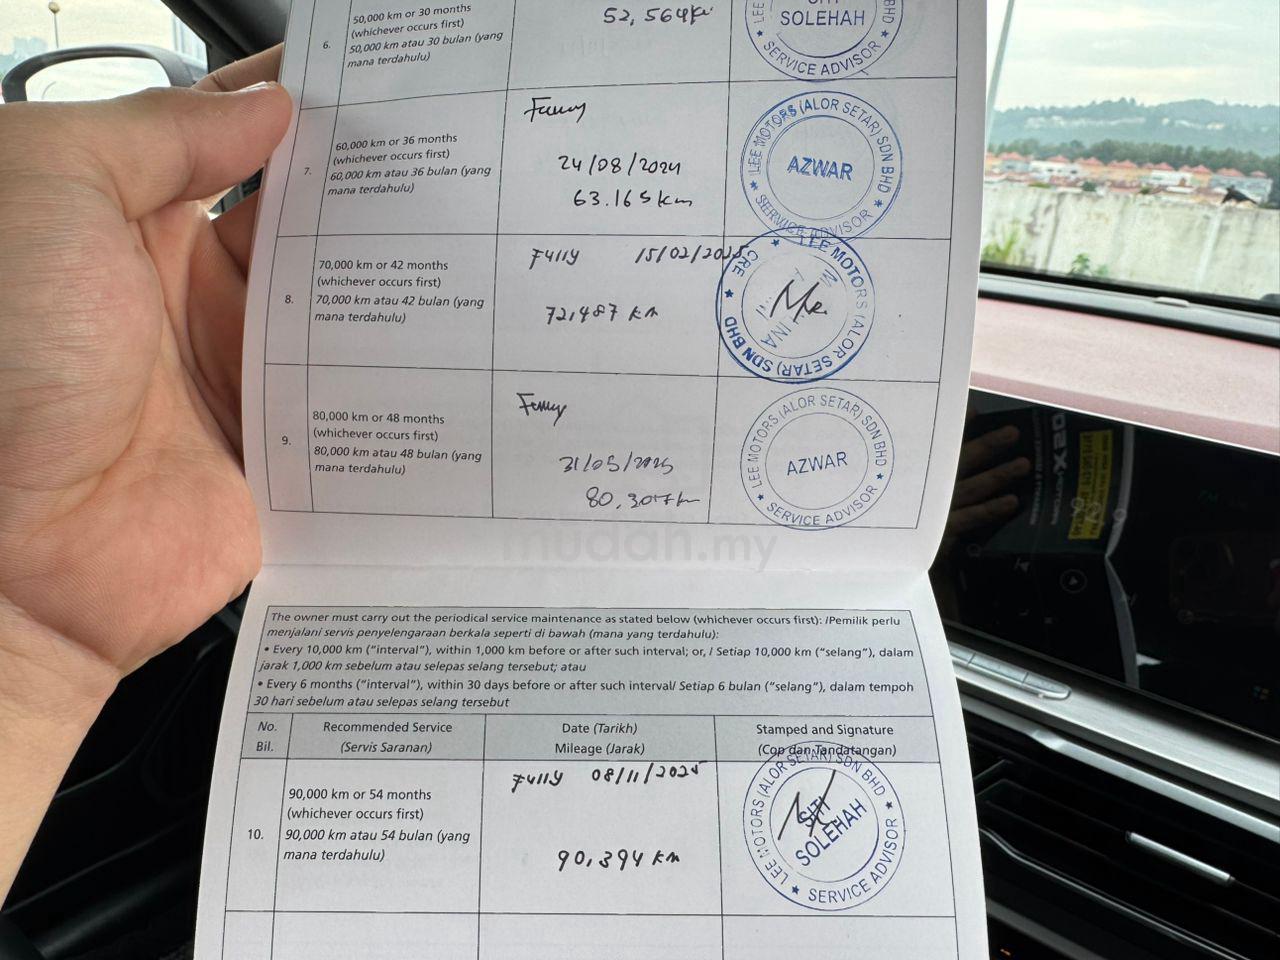 6.
50,000 km or 30 months
(whichever occurs first)
50,000 km atau 30 bulan (yang
mana terdahulu)
52,564km
SOLEHAH
SERVICE ADVISOR
7.
60,000 km or 36 months
(whichever occurs first)
60,000 km atau 36 bulan (yang
mana terdahulu)
24/08/2024
63.165km
LEE MOTORS (ALOR SETAR) SDN BHD
AZWAR
SERVICE ADVISOR
8.
70,000 km or 42 months
(whichever occurs first)
70,000 km atau 42 bulan (yang
mana terdahulu)
Fully 15/02/2025
72,487 km
LEE MOTORS (ALOR SETAR) SDN BHD
CRE
9.
80,000 km or 48 months
(whichever occurs first)
80,000 km atau 48 bulan (yang
mana terdahulu)
31/05/2025
80,307km
LEE MOTORS (ALOR SETAR) SDN BHD
AZWAR
SERVICE ADVISOR
mudah.my
The owner must carry out the periodical service maintenance as stated below (whichever occurs first): /Pemilik perlu
menjalani servis penyelengaraan berkala seperti di bawah (mana yang terdahulu):
• Every 10,000 km ("interval"), within 1,000 km before or after such interval; or, / Setiap 10,000 km ("selang"), dalam
jarak 1,000 km sebelum atau selepas selang tersebut; atau
• Every 6 months ("interval"), within 30 days before or after such interval/ Setiap 6 bulan ("selang"), dalam tempoh
30 hari sebelum atau selepas selang tersebut
No.
Bil.
Recommended Service
(Servis Saranan)
Date (Tarikh)
Mileage (Jarak)
Stamped and Signature
(Cop dan Tandatangan)
10.
90,000 km or 54 months
(whichever occurs first)
90,000 km atau 54 bulan (yang
mana terdahulu)
Fully 08/11/2025
90,394 km
LEE MOTORS (ALOR SETAR) SDN BHD
SITI
SOLEHAH
SERVICE ADVISOR